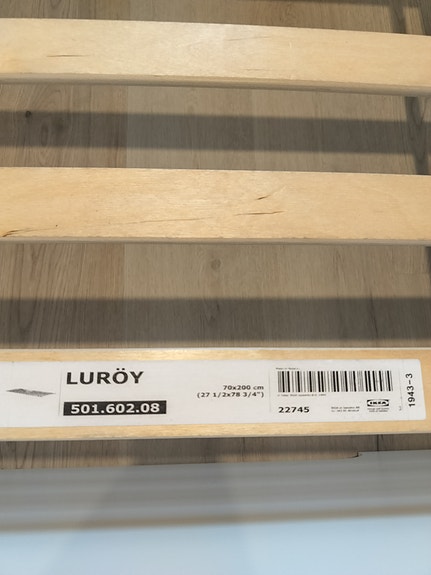 LURÖY
501.602.08
70x200 cm
(27 1/2x78 3/4")
22745
IKEA
1943-3